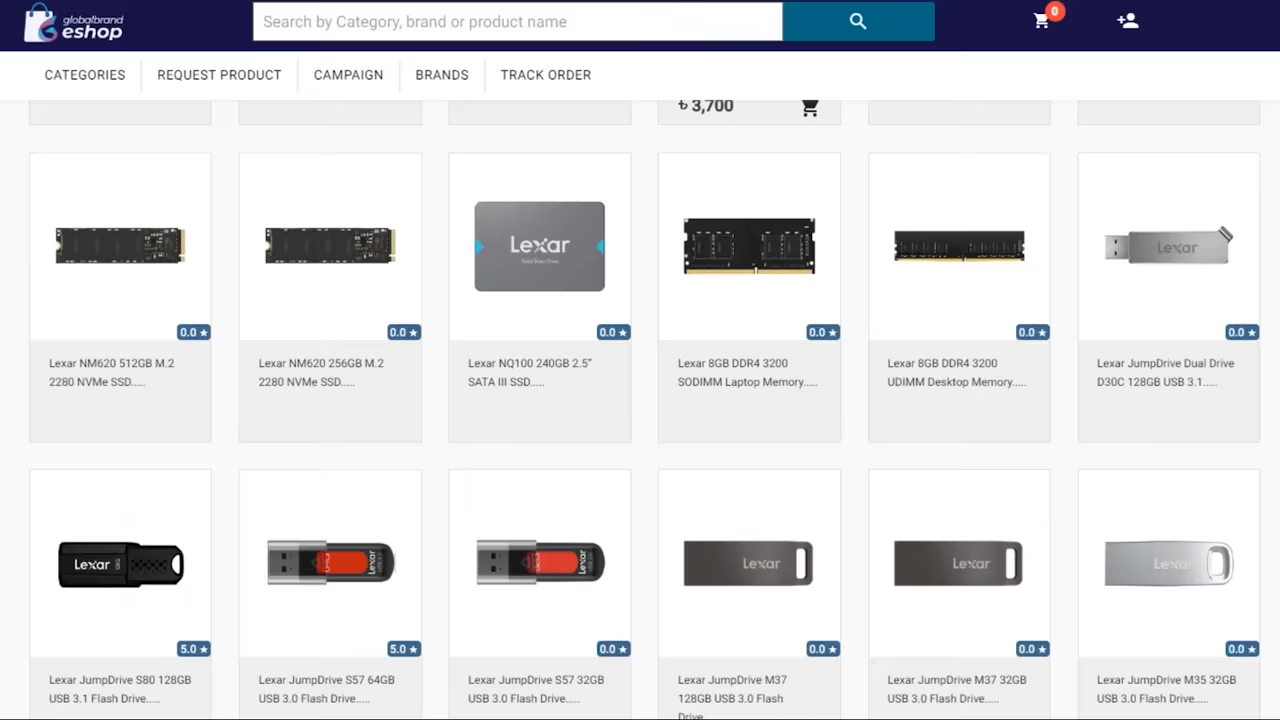 globalbrand
eshop
Search by Category, brand or product name
0
CATEGORIES
REQUEST PRODUCT
CAMPAIGN
BRANDS
TRACK ORDER
৳ 3,700
Lexar
Lexar
0.0 ★
0.0 ★
0.0 ★
0.0 ★
0.0 ★
0.0 ★
Lexar NM620 512GB M.2
2280 NVMe SSD.....
Lexar NM620 256GB M.2
2280 NVMe SSD.....
Lexar NQ100 240GB 2.5”
SATA III SSD.....
Lexar 8GB DDR4 3200
SODIMM Laptop Memory.....
Lexar 8GB DDR4 3200
UDIMM Desktop Memory.....
Lexar JumpDrive Dual Drive
D30C 128GB USB 3.1.....
Lexar
Lexar
Lexar
Lexar
Lexar
Lexar
5.0 ★
5.0 ★
0.0 ★
0.0 ★
0.0 ★
0.0 ★
Lexar JumpDrive S80 128GB
USB 3.1 Flash Drive.....
Lexar JumpDrive S57 64GB
USB 3.0 Flash Drive.....
Lexar JumpDrive S57 32GB
USB 3.0 Flash Drive.....
Lexar JumpDrive M37
128GB USB 3.0 Flash
Drive
Lexar JumpDrive M37 32GB
USB 3.0 Flash Drive.....
Lexar JumpDrive M35 32GB
USB 3.0 Flash Drive.....